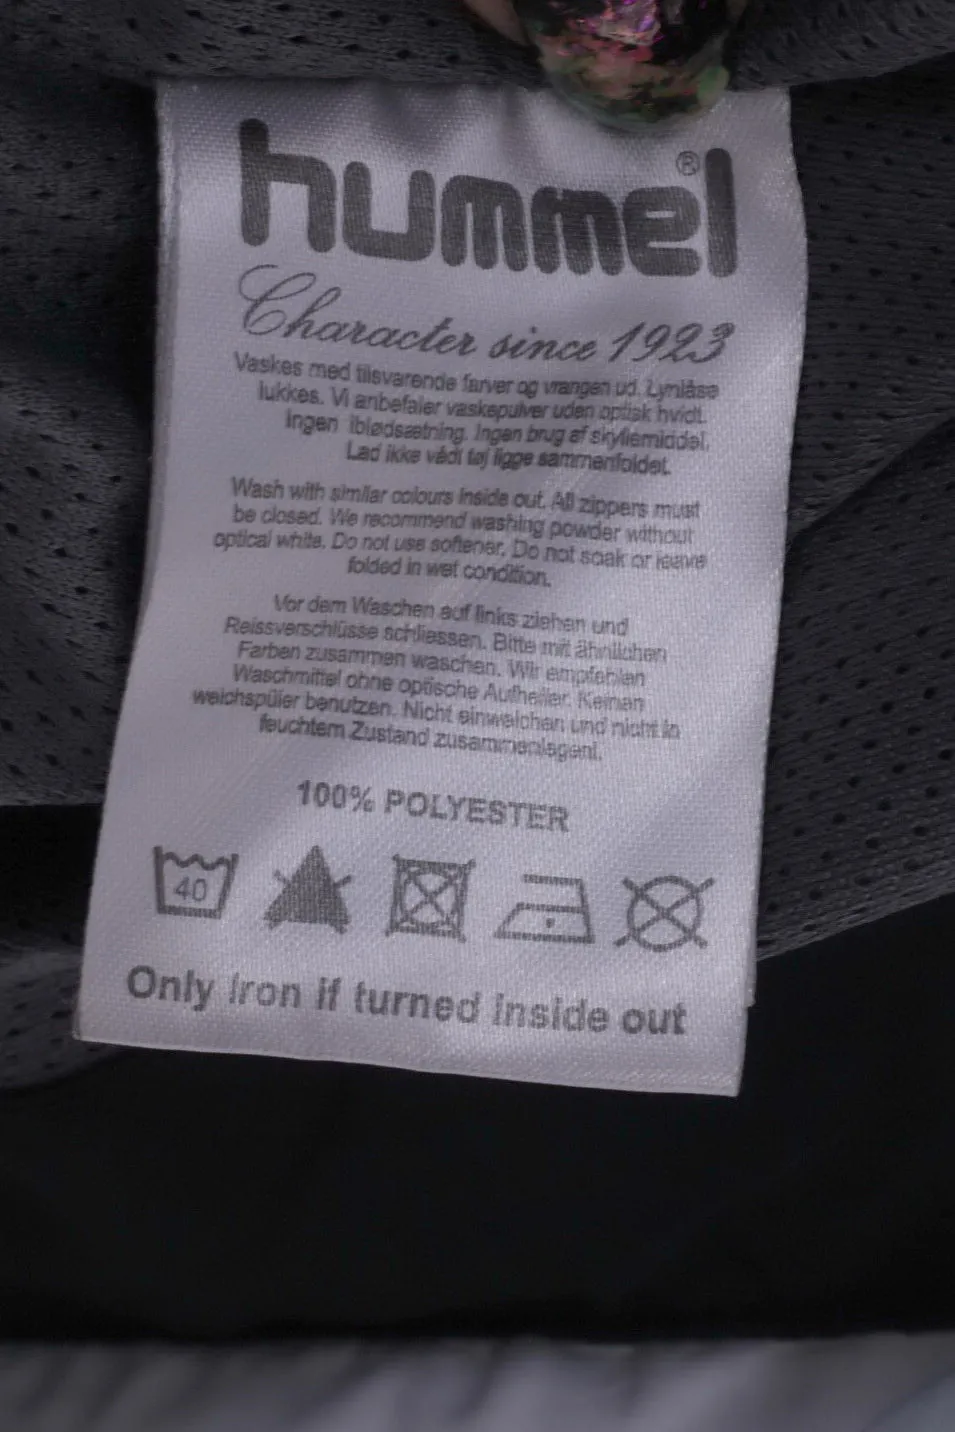 hummel®
Character since 1923
Vaskes med tilsvarende farver og vrangen ud. Lynlåse
lukkes. Vi anbefaler vaskepulver uden optisk hvidt.
Ingen iblødsætning. Ingen brug af skyllemiddel.
Lad ikke vådt tøj ligge sammenfoldet.
Wash with similar colours inside out. All zippers must
be closed. We recommend washing powder without
optical white. Do not use softener. Do not soak or leave
folded in wet condition.
Vor dem Waschen auf links ziehen und
Reissverschlüsse schliessen. Bitte mit ähnlichen
Farben zusammen waschen. Wir empfehlen
Waschmittel ohne optische Aufheller. Keinen
weichspüler benutzen. Nicht einweichen und nicht in
feuchtem Zustand zusammenlegen!.
100% POLYESTER
40
Only iron if turned inside out